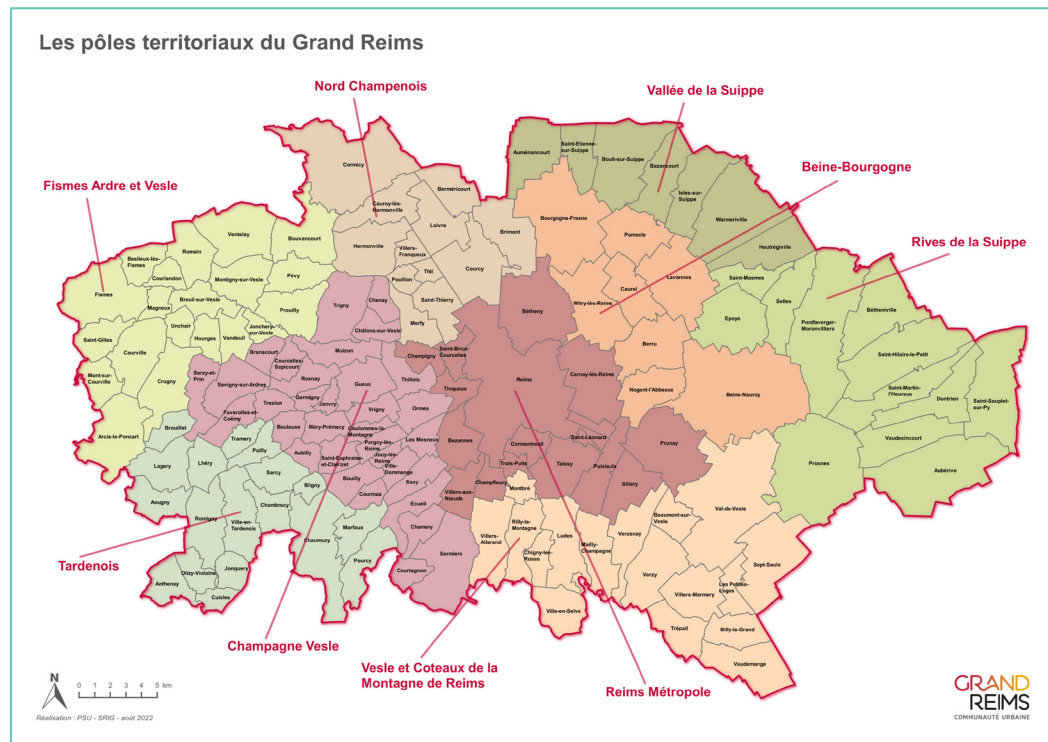 Les pôles territoriaux du Grand Reims
Nord Champenois
Vallée de la Suippe
Beine-Bourgogne
Fismes Ardre et Vesle
Rives de la Suippe
Tardenois
Champagne Vesle
Vesle et Coteaux de la
Montagne de Reims
Reims Métropole
Cormicy
Berméricourt
Cauroy-lès-
Hermonville
Loivre
Brimont
Hermonville
Villers-
Franqueux
Thil
Courcy
Pouillon
Saint-Thierry
Merfy
Auménancourt
Saint-Etienne-
sur-Suippe
Boult-sur-Suippe
Bazancourt
Isles-sur-
Suippe
Warmeriville
Heutrégiville
Bourgogne-Fresne
Pomacle
Lavannes
Caurel
Witry-lès-Reims
Berru
Nogent-l'Abbesse
Beine-Nauroy
Saint-Masmes
Selles
Epoye
Pontfaverger-
Moronvilliers
Bétheniville
Saint-Hilaire-le-Petit
Saint-Martin-
l'Heureux
Dontrien
Saint-Souplet-
sur-Py
Vaudesincourt
Aubérive
Prosnes
Ventelay
Bouvancourt
Romain
Baslieux-lès-
Fismes
Courlandon
Montigny-sur-Vesle
Pévy
Fismes
Breuil-sur-Vesle
Magneux
Prouilly
Jonchery-
sur-Vesle
Unchair
Hourges
Vandeuil
Saint-Gilles
Courville
Mont-sur-
Courville
Crugny
Arcis-le-Ponsart
Trigny
Chenay
Châlons-sur-Vesle
Muizon
Branscourt
Courcelles-
Sapicourt
Serzy-et-
Prin
Savigny-sur-Ardres
Rosnay
Gueux
Thillois
Germigny
Janvry
Treslon
Vrigny
Ormes
Faverolles-et-
Coëmy
Bouleuse
Méry-Prémecy
Coulommes-la-
Montagne
Pargny-lès-
Reims
Les Mesneux
Aubilly
Saint-Euphraise-
et-Clairizet
Jouy-lès-
Reims
Ville-
Dommange
Bouilly
Sacy
Courmas
Ecueil
Chamery
Sermiers
Courtagnon
Bétheny
Saint-Brice-
Courcelles
Champigny
Tinqueux
Reims
Cernay-lès-Reims
Bezannes
Cormontreuil
Saint-Léonard
Prunay
Trois-Puits
Taissy
Puisieulx
Sillery
Champfleury
Villers-aux-
Nœuds
Brouillet
Tramery
Poilly
Lagery
Lhéry
Sarcy
Bligny
Aougny
Chambrecy
Romigny
Ville-en-
Tardenois
Marfaux
Chaumuzy
Pourcy
Jonquery
Olizy-Violaine
Anthenay
Cuisles
Montbré
Rilly-la-
Montagne
Villers-
Allerand
Ludes
Mailly-
Champagne
Chigny-les-
Roses
Ville-en-Selve
Verzenay
Beaumont-sur-
Vesle
Val-de-Vesle
Verzy
Sept-Saulx
Les Petites-
Loges
Villers-Marmery
Trépail
Billy-le-Grand
Vaudemange
N
0 1 2 3 4 5 km
Réalisation : PSU - SRIG - août 2022
GRAND
REIMS
COMMUNAUTÉ URBAINE